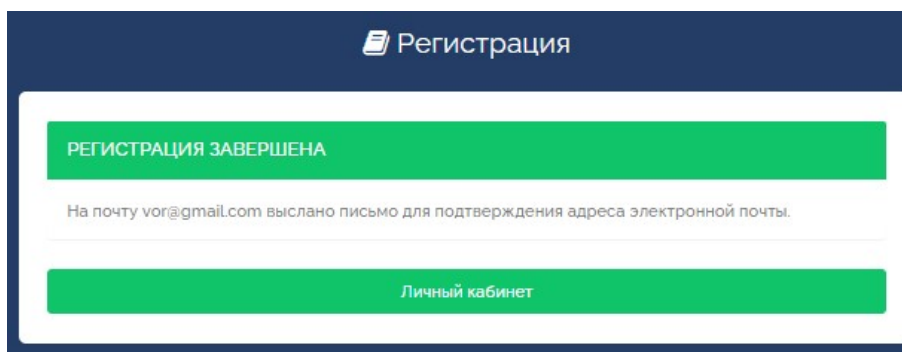 Регистрация
РЕГИСТРАЦИЯ ЗАВЕРШЕНА
На почту vor@gmail.com выслано письмо для подтверждения адреса электронной почты.
Личный кабинет